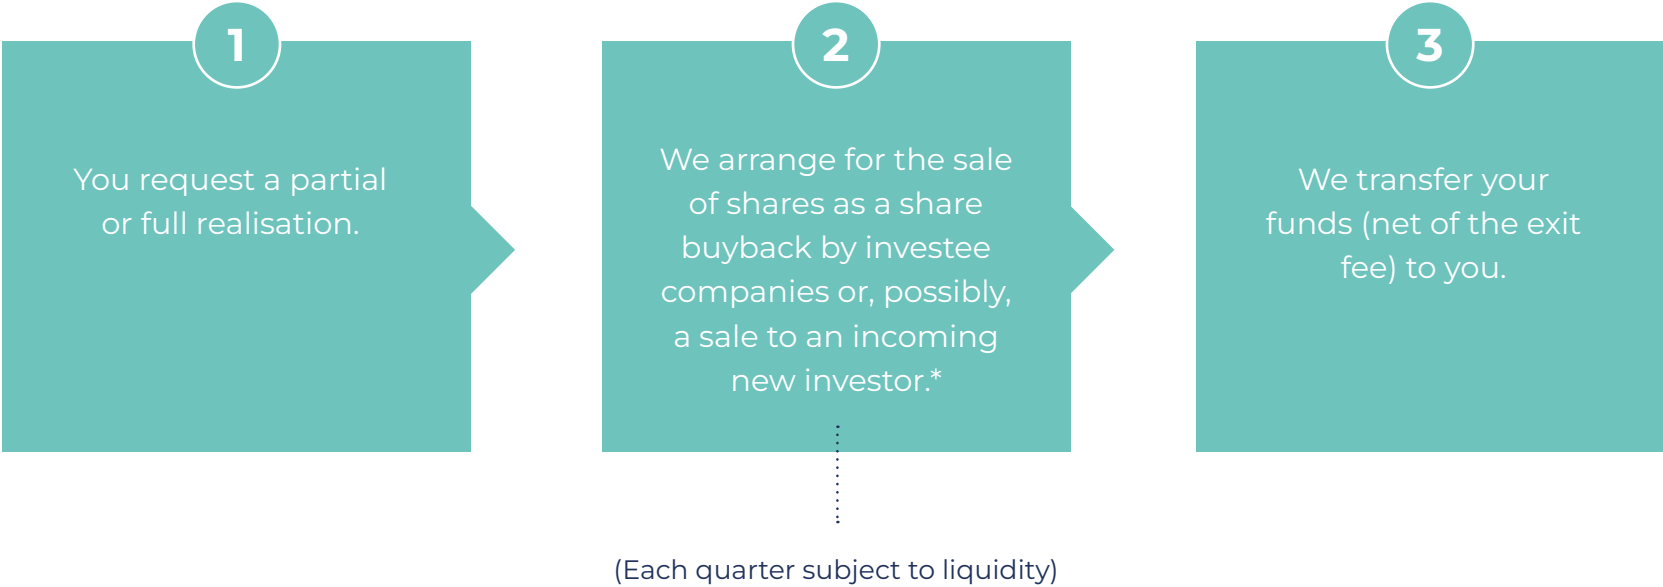 1
You request a partial
or full realisation.
2
We arrange for the sale
of shares as a share
buyback by investee
companies or, possibly,
a sale to an incoming
new investor.*
(Each quarter subject to liquidity)
3
We transfer your
funds (net of the exit
fee) to you.